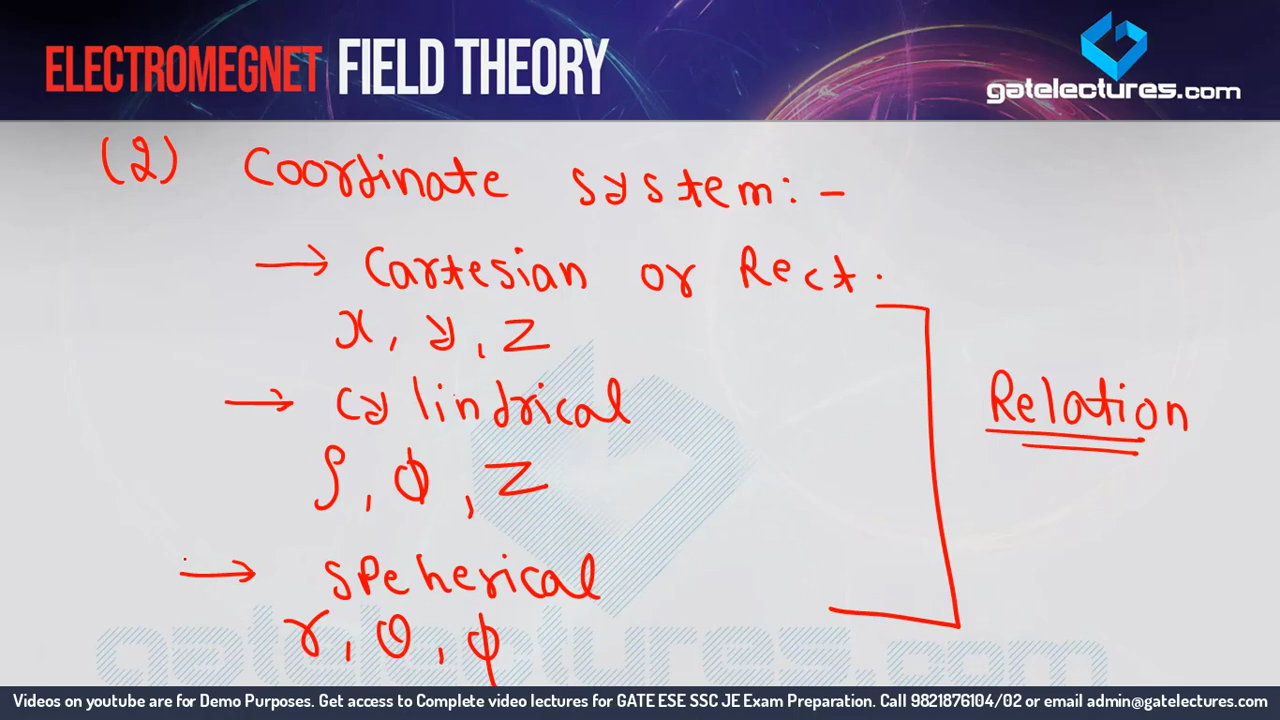 ELECTROMEGNET FIELD THEORY
gatelectures.com
(2) Coordinate system:-
→ Cartesian or Rect.
x, y, z
→ cylindrical
ρ, ϕ, z
Relation
→ speherical
r, θ, ϕ
gatelectures.com
Videos on youtube are for Demo Purposes. Get access to Complete video lectures for GATE ESE SSC JE Exam Preparation. Call 9821876104/02 or email admin@gatelectures.com